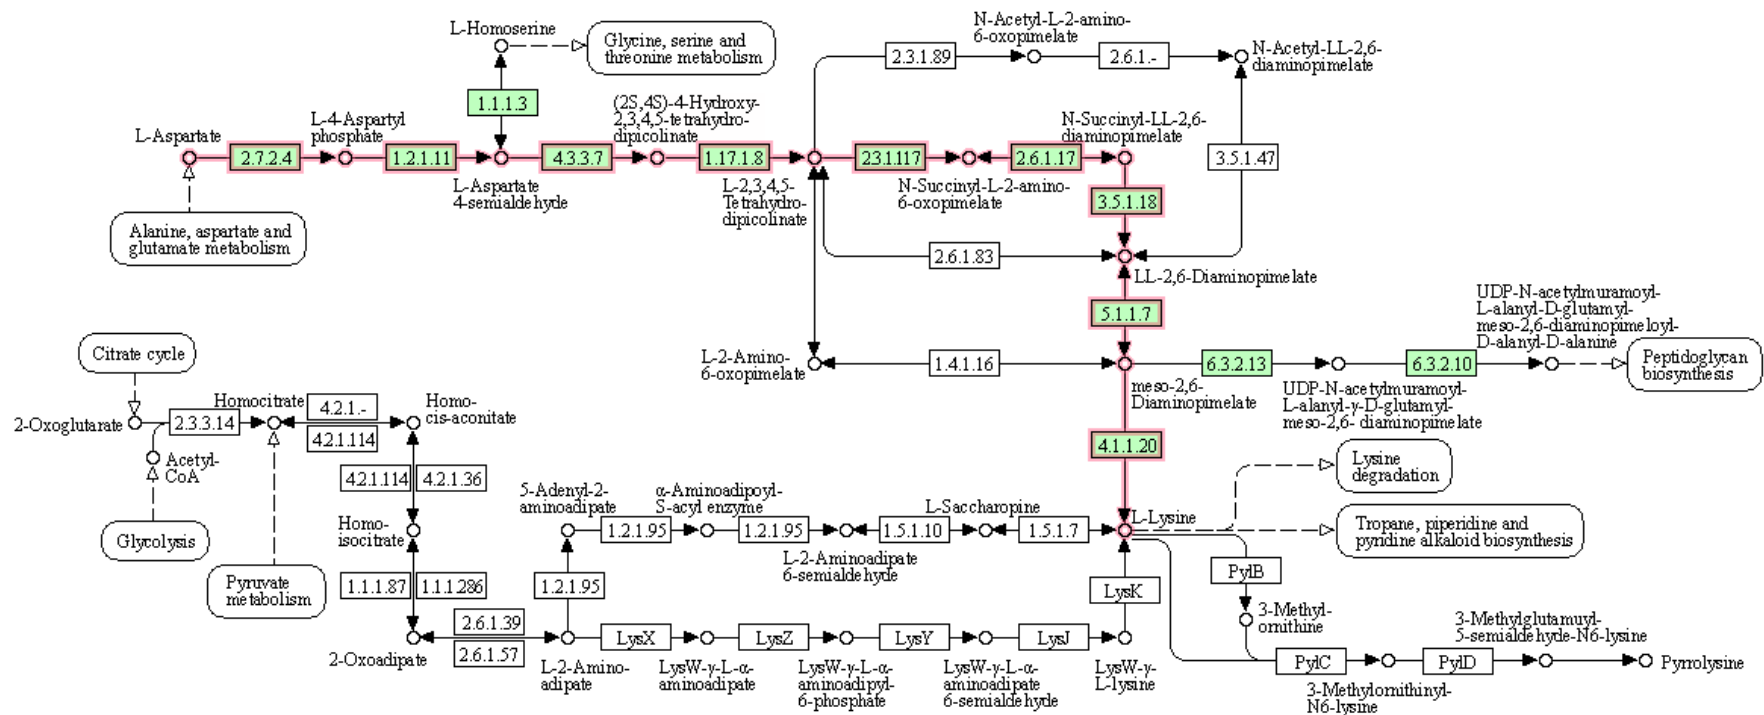 L-Homoserine
Glycine, serine and
threonine metabolism
N-Acetyl-L-2-amino-
6-oxopimelate
2.3.1.89
2.6.1.-
N-Acetyl-LL-2,6-
diaminopimelate
1.1.1.3
L-Aspartate
L-4-Aspartyl
phosphate
(2S,4S)-4-Hydroxy-
2,3,4,5-tetrahydro-
dipicolinate
N-Succinyl-LL-2,6-
diaminopimelate
2.7.2.4
1.2.1.11
4.3.3.7
1.17.1.8
2.3.1.117
2.6.1.17
3.5.1.47
L-Aspartate
4-semialdehyde
L-2,3,4,5-
Tetrahydro-
dipicolinate
N-Succinyl-L-2-amino-
6-oxopimelate
3.5.1.18
Alanine, aspartate and
glutamate metabolism
2.6.1.83
LL-2,6-Diaminopimelate
5.1.1.7
UDP-N-acetylmuramoyl-
L-alanyl-D-glutamyl-
meso-2,6-diaminopimeloyl-
D-alanyl-D-alanine
Citrate cycle
L-2-Amino-
6-oxopimelate
1.4.1.16
6.3.2.13
6.3.2.10
Peptidoglycan
biosynthesis
meso-2,6-
Diaminopimelate
UDP-N-acetylmuramoyl-
L-alanyl-γ-D-glutamyl-
meso-2,6- diaminopimelate
2-Oxoglutarate
2.3.3.14
Homocitrate
4.2.1.-
4.2.1.114
Homo-
cis-aconitate
4.1.1.20
Acetyl-
CoA
4.2.1.114
4.2.1.36
Lysine
degradation
5-Adenyl-2-
aminoadipate
α-Aminoadipoyl-
S-acyl enzyme
L-Saccharopine
L-Lysine
Glycolysis
Homo-
isocitrate
1.2.1.95
1.2.1.95
1.5.1.10
1.5.1.7
Tropane, piperidine and
pyridine alkaloid biosynthesis
L-2-Aminoadipate
6-semialdehyde
Pyruvate
metabolism
1.1.1.87
1.1.1.286
1.2.1.95
LysK
PylB
3-Methyl-
ornithine
2.6.1.39
2.6.1.57
2-Oxoadipate
L-2-Amino-
adipate
LysX
LysZ
LysY
LysJ
LysW-γ-L-α-
aminoadipate
LysW-γ-L-α-
aminoadipyl-
6-phosphate
LysW-γ-L-α-
aminoadipate
6-semialdehyde
LysW-γ-
L-lysine
3-Methylglutamuyl-
5-semialdehyde-N6-lysine
PylC
PylD
Pyrrolysine
3-Methylornithinyl-
N6-lysine